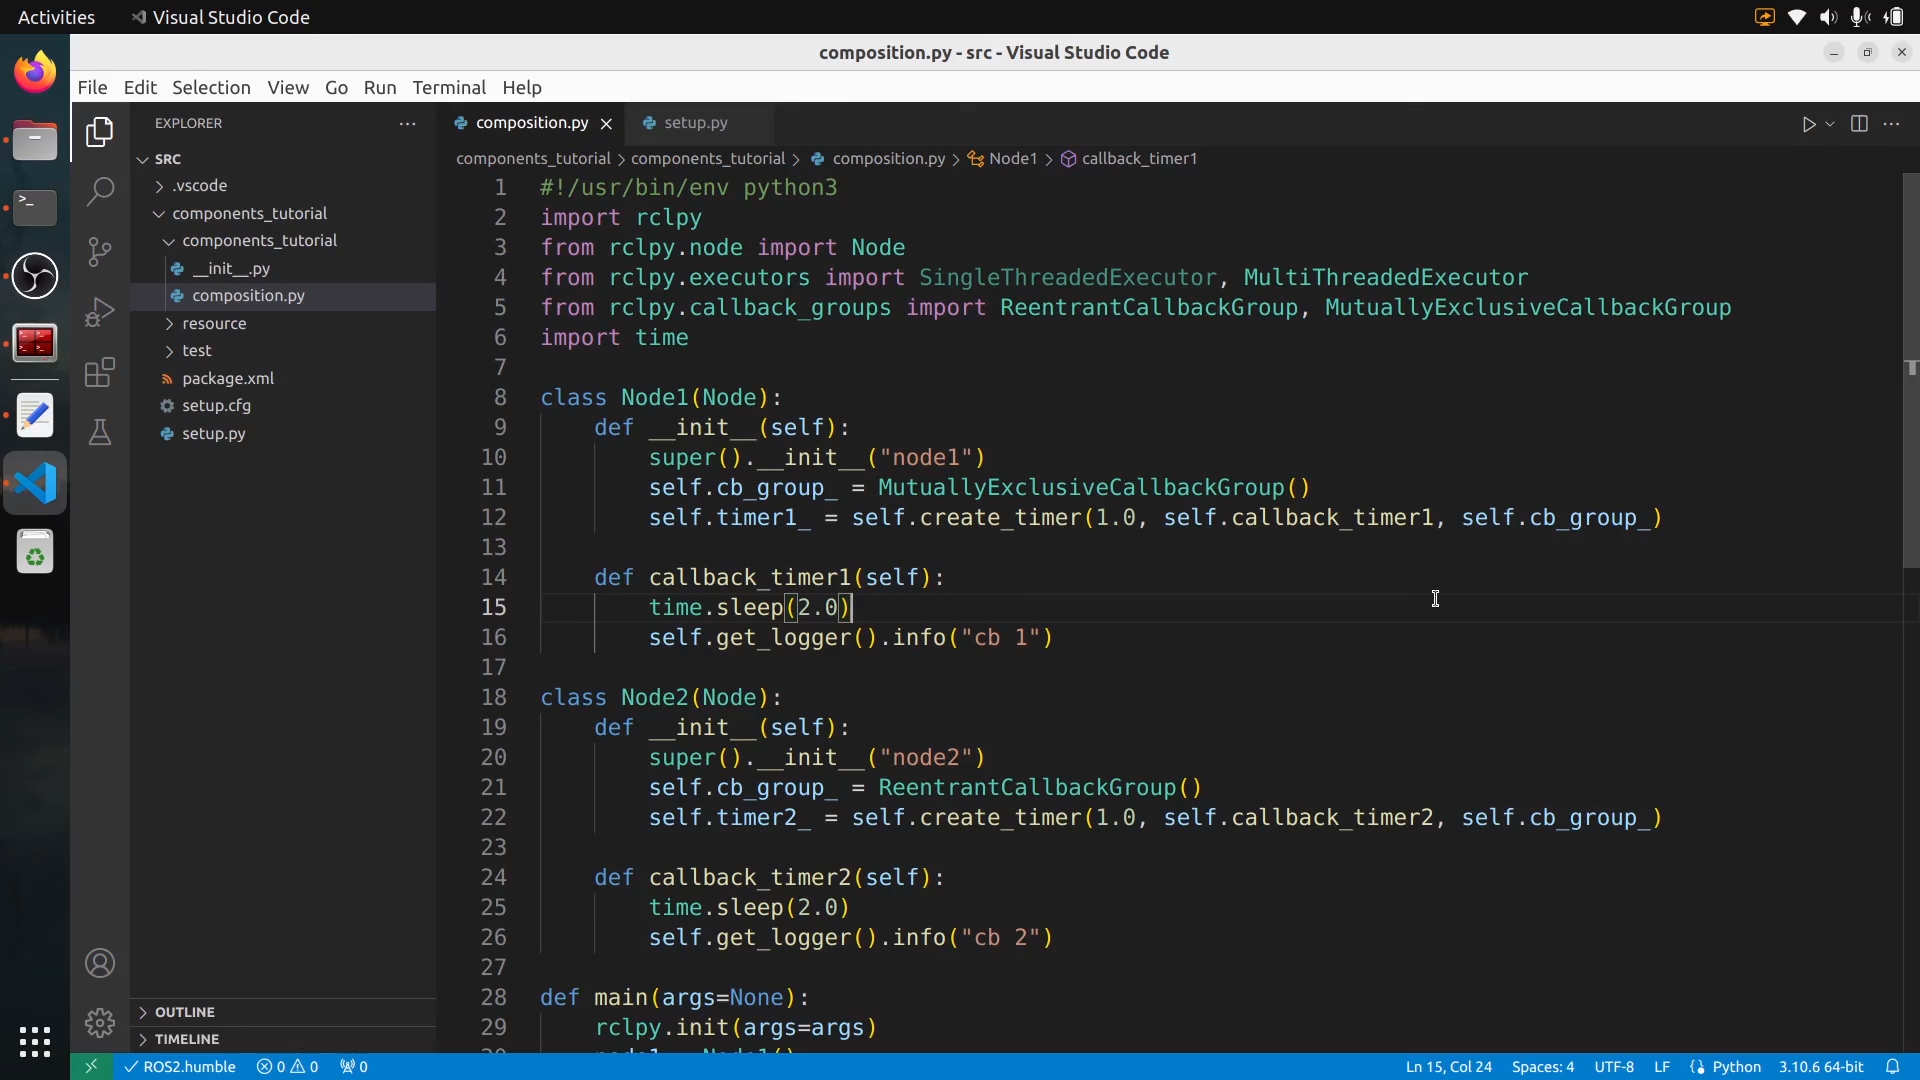 Activities
Visual Studio Code
composition.py - src - Visual Studio Code
File Edit Selection View Go Run Terminal Help
EXPLORER
SRC
.vscode
components_tutorial
components_tutorial
__init__.py
composition.py
resource
test
package.xml
setup.cfg
setup.py
OUTLINE
TIMELINE
composition.py
setup.py
components_tutorial > components_tutorial > composition.py > Node1 > callback_timer1
1 #!/usr/bin/env python3
2 import rclpy
3 from rclpy.node import Node
4 from rclpy.executors import SingleThreadedExecutor, MultiThreadedExecutor
5 from rclpy.callback_groups import ReentrantCallbackGroup, MutuallyExclusiveCallbackGroup
6 import time
7
8 class Node1(Node):
9 def __init__(self):
10 super().__init__("node1")
11 self.cb_group_ = MutuallyExclusiveCallbackGroup()
12 self.timer1_ = self.create_timer(1.0, self.callback_timer1, self.cb_group_)
13
14 def callback_timer1(self):
15 time.sleep(2.0)
16 self.get_logger().info("cb 1")
17
18 class Node2(Node):
19 def __init__(self):
20 super().__init__("node2")
21 self.cb_group_ = ReentrantCallbackGroup()
22 self.timer2_ = self.create_timer(1.0, self.callback_timer2, self.cb_group_)
23
24 def callback_timer2(self):
25 time.sleep(2.0)
26 self.get_logger().info("cb 2")
27
28 def main(args=None):
29 rclpy.init(args=args)
ROS2.humble 0 0 0 Ln 15, Col 24 Spaces: 4 UTF-8 LF Python 3.10.6 64-bit